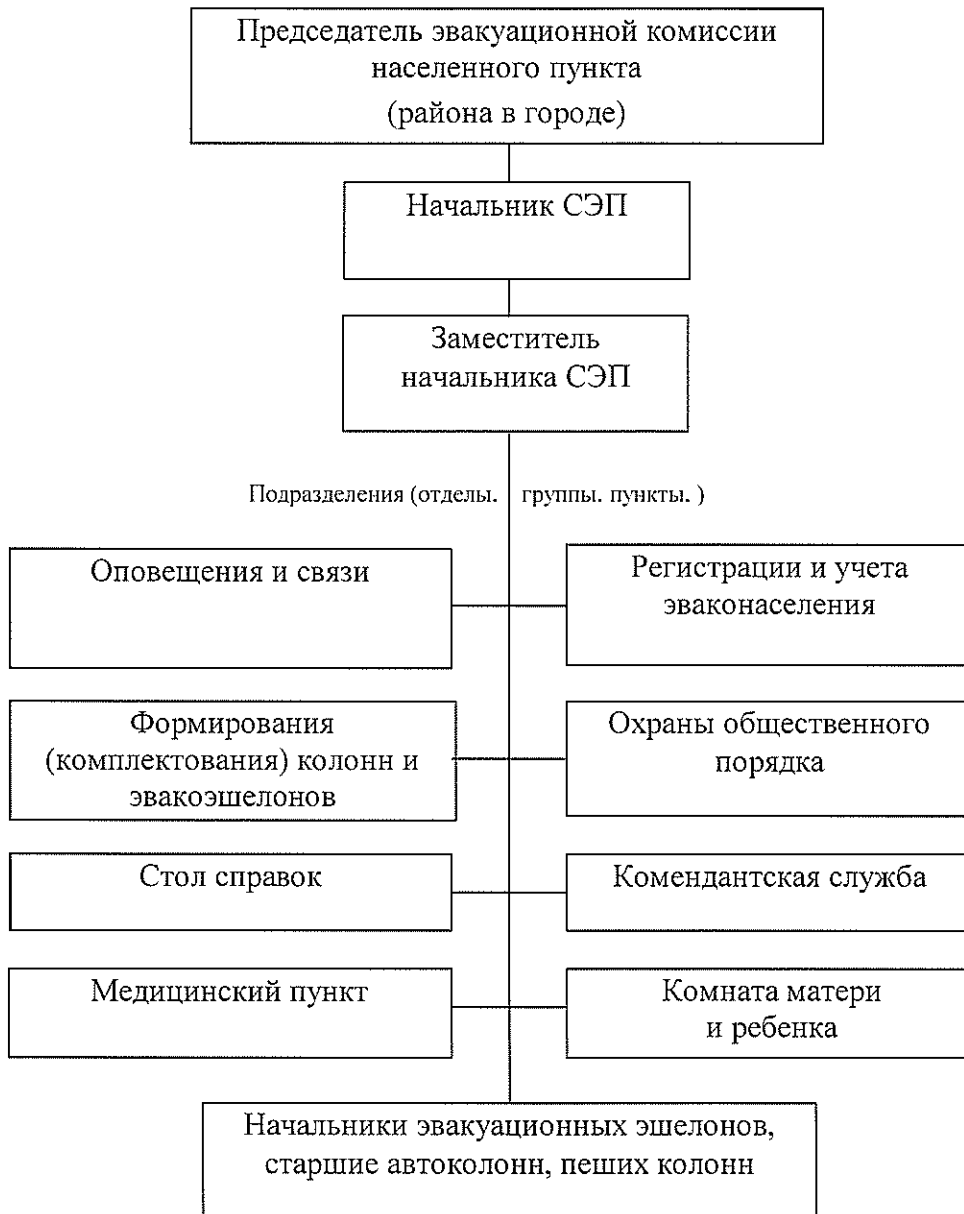 Председатель эвакуационной комиссии
населенного пункта
(района в городе)
Начальник СЭП
Заместитель
начальника СЭП
Подразделения (отделы. группы. пункты. )
Оповещения и связи
Регистрации и учета
эваконаселения
Формирования
(комплектования) колонн и
эвакоэшелонов
Охраны общественного
порядка
Стол справок
Комендантская служба
Медицинский пункт
Комната матери
и ребенка
Начальники эвакуационных эшелонов,
старшие автоколонн, пеших колонн